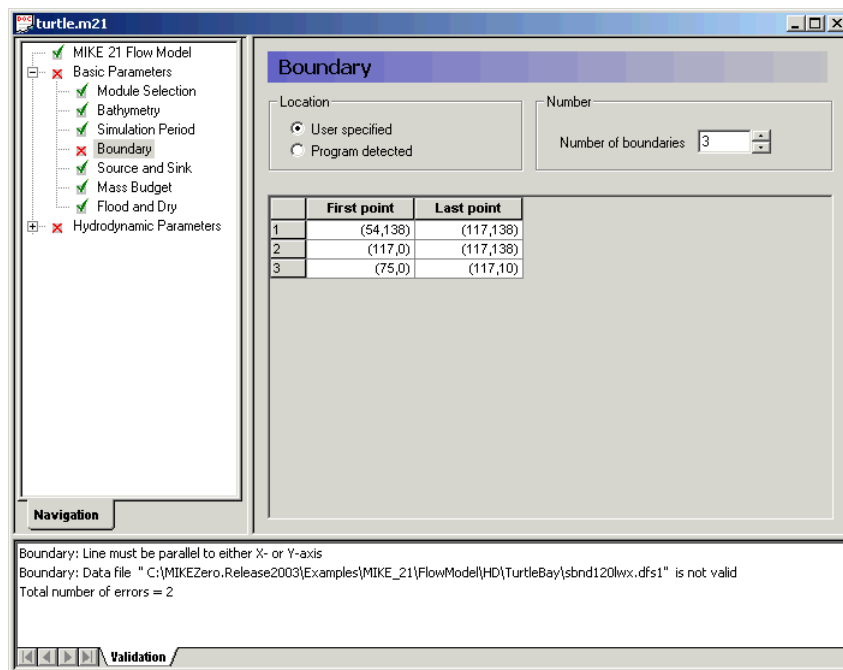 turtle.m21
MIKE 21 Flow Model
Basic Parameters
Module Selection
Bathymetry
Simulation Period
Boundary
Source and Sink
Mass Budget
Flood and Dry
Hydrodynamic Parameters
Navigation
Boundary
Location
User specified
Program detected
Number
Number of boundaries 3
First point Last point
1 (54,138) (117,138)
2 (117,0) (117,138)
3 (75,0) (117,10)
Boundary: Line must be parallel to either X- or Y-axis
Boundary: Data file " C:\MIKEZero.Release2003\Examples\MIKE_21\FlowModel\HD\TurtleBay\sbnd120lwx.dfs1" is not valid
Total number of errors = 2
Validation